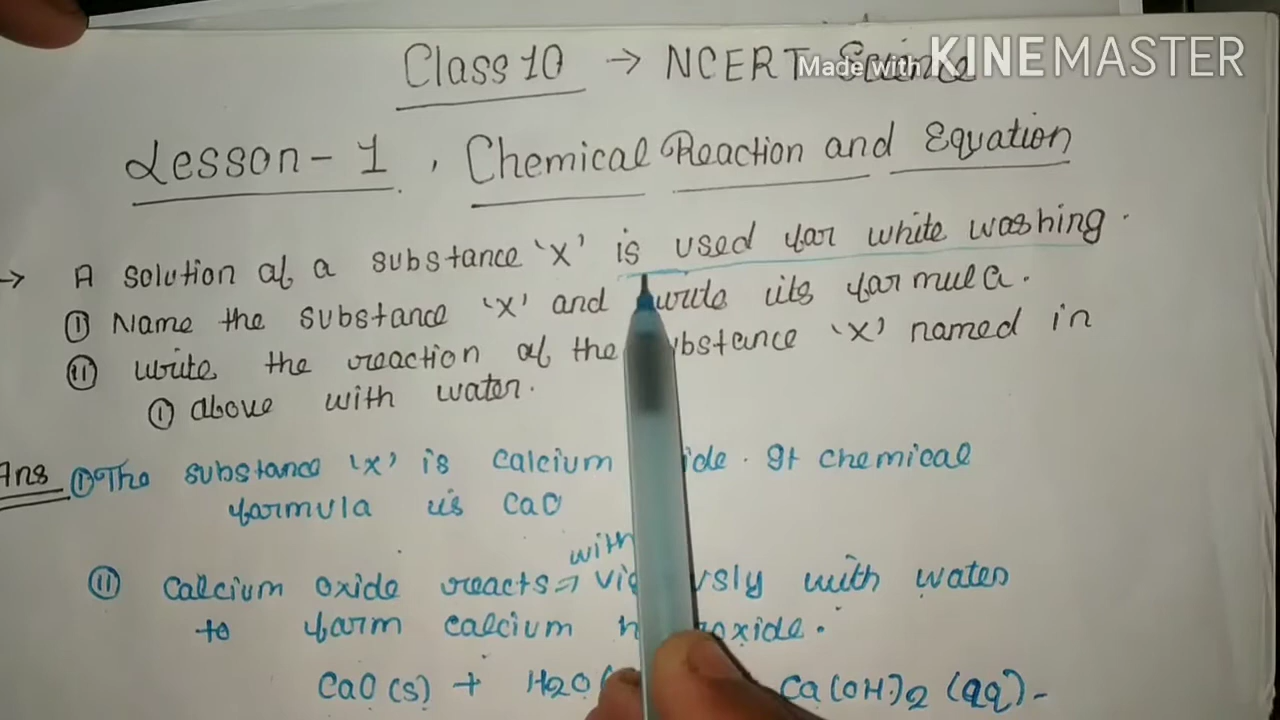 Class 10 → NCERT Science
Made with KINEMASTER
Lesson - 1 , Chemical Reaction and Equation
→ A solution of a substance 'x' is used for white washing.
(i) Name the substance 'x' and write its formula.
(ii) write the reaction of the substance 'x' named in
(i) above with water.
Ans (i) The substance 'x' is calcium ide. It chemical
formula is CaO
with
(ii) Calcium oxide reacts ⇒ vigorously with water
to form calcium h oxide.
CaO (s) + H2O ( Ca(OH)2 (aq) -